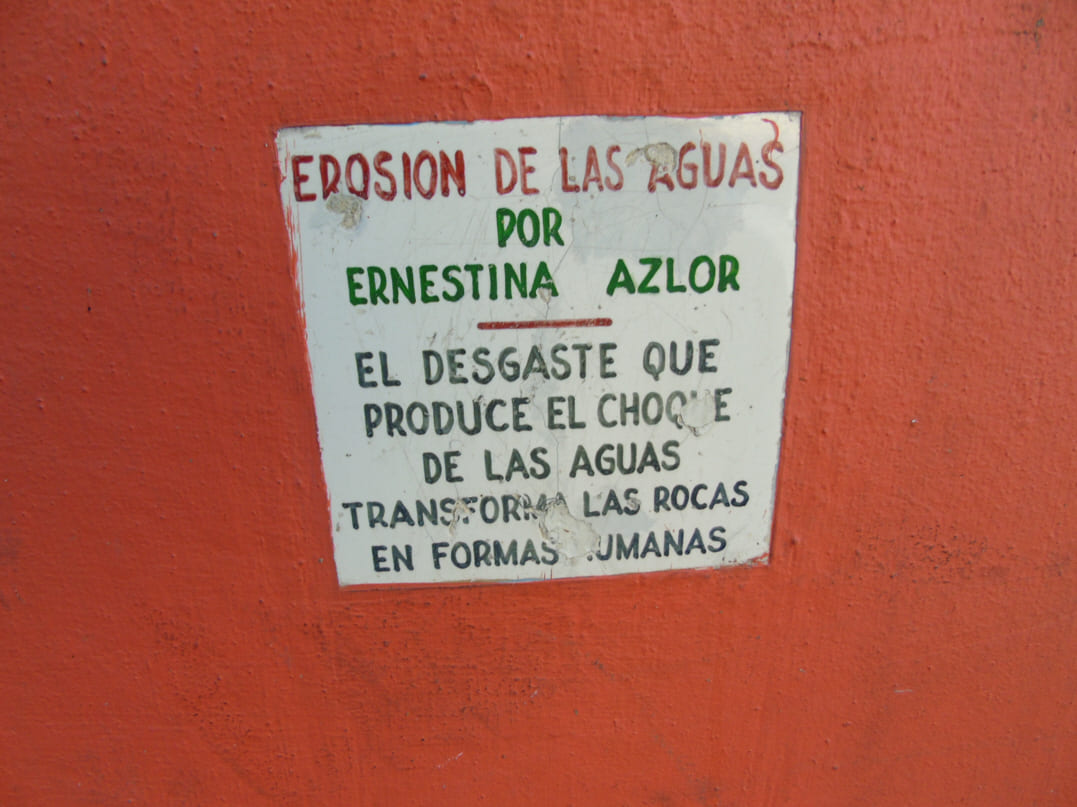 EROSION DE LAS AGUAS
POR
ERNESTINA AZLOR
EL DESGASTE QUE
PRODUCE EL CHOQUE
DE LAS AGUAS
TRANSFORMA LAS ROCAS
EN FORMAS HUMANAS